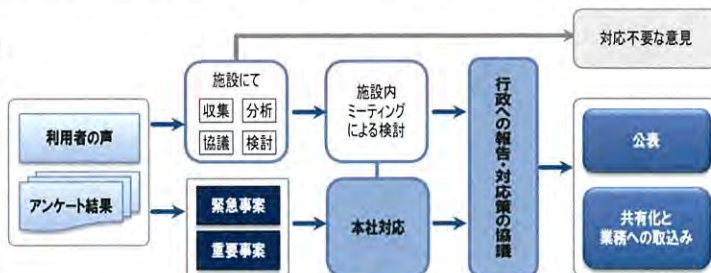 対応不要な意見
施設にて
収集
分析
協議
検討
施設内
ミーティング
による検討
行政への報告・対応策の協議
利用者の声
アンケート結果
緊急事案
重要事案
本社対応
公表
共有化と
業務への取込み